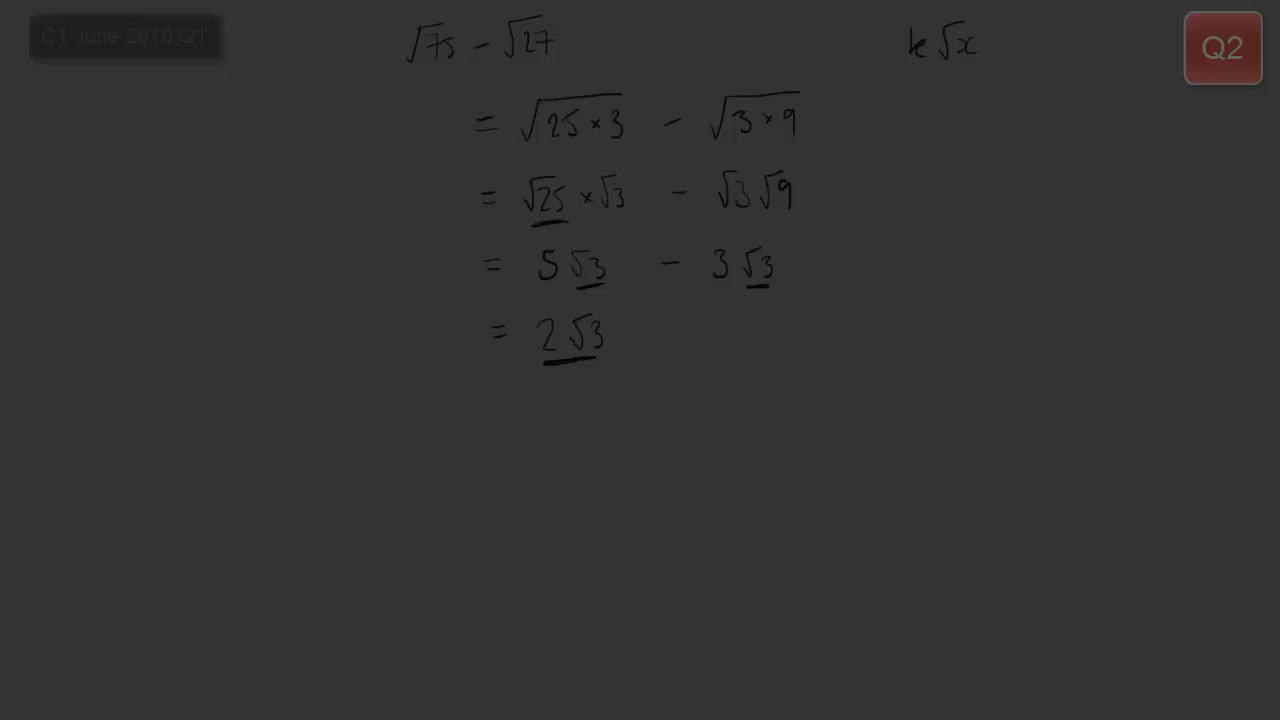 C1 June 2010 Q1
√75 - √27
k√x
Q2
= √(25 × 3) - √(3 × 9)
= √25 × √3 - √3 √9
= 5√3 - 3√3
= 2√3